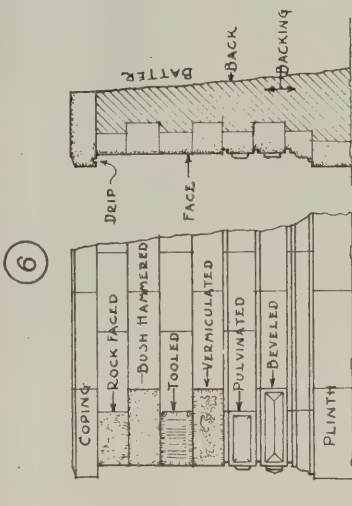 6
COPING
ROCK FACED
BUSH HAMMERED
TOOLED
VERMICULATED
PULVINATED
BEVELED
PLINTH
DRIP
FACE
BATTER
BACK
BACKING